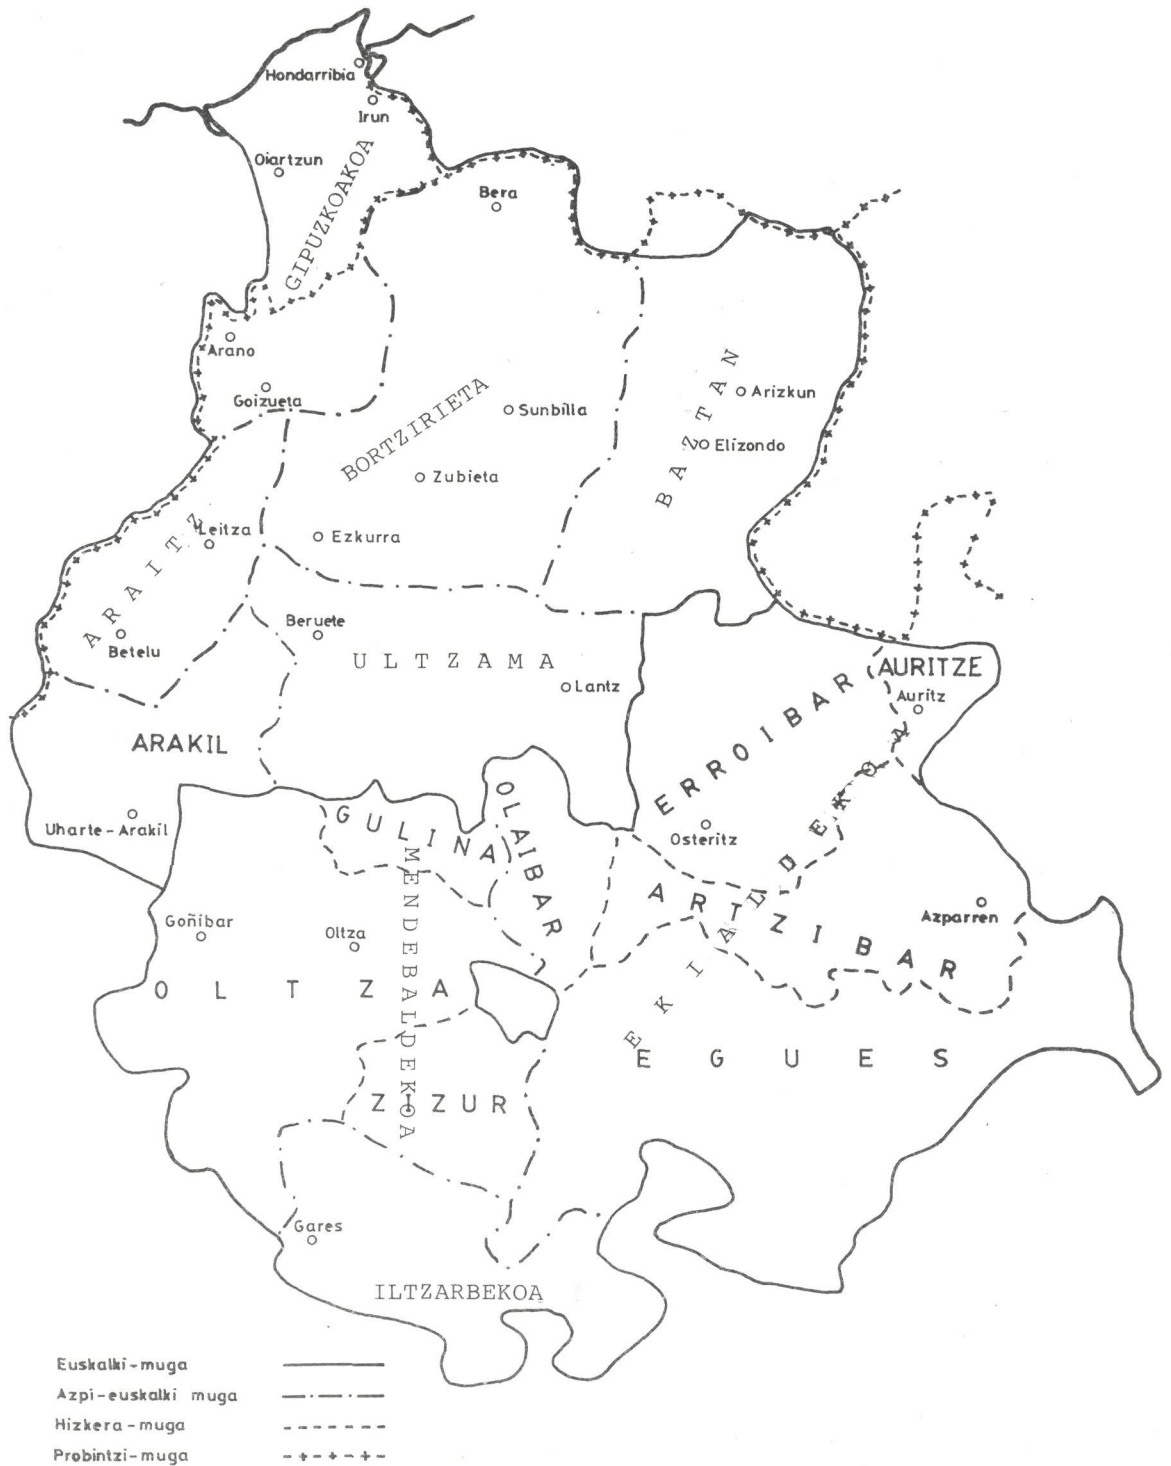 Hondarribia
Irun
Oiartzun
GIPUZKOAKOA
Bera
Arano
Goizueta
BORTZIRIETA
Sunbilla
Zubieta
Ezkurra
BAZTAN
Arizkun
Elizondo
ARAITZ
Leitza
Betelu
Beruete
ULTZAMA
Lantz
ARAKIL
Uharte-Arakil
AURITZE
Auritz
ERROIBAR
Osteritz
GULINA
OLAIBAR
MENDEBALDEKOA
ARTZIBAR
Azparren
EKIALDEKOA
Goñibar
Oltza
OLTZA
EGUES
ZIZUR
Gares
ILTZARBEKOA
Euskalki-muga
Azpi-euskalki muga
Hizkera-muga
Probintzi-muga